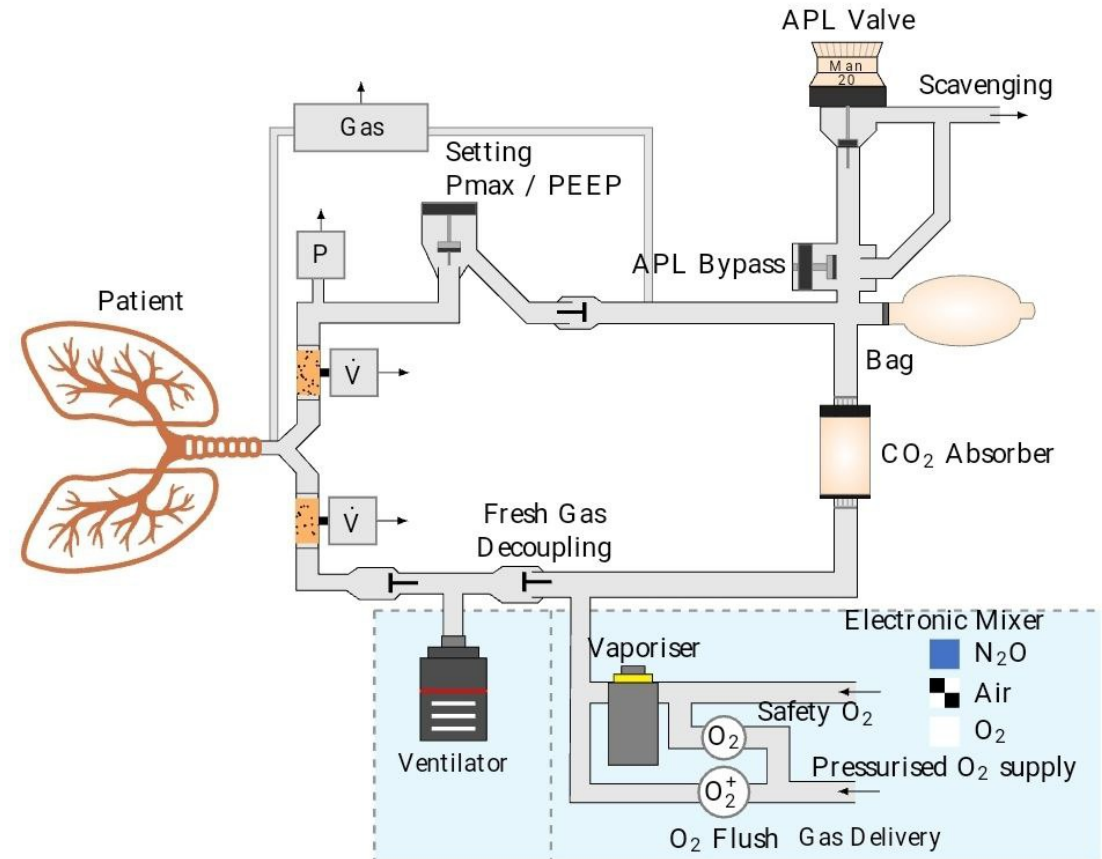 APL Valve
Man
20
Scavenging
Gas
Setting
Pmax / PEEP
P
APL Bypass
Patient
V̇
Bag
CO₂ Absorber
V̇
Fresh Gas
Decoupling
Electronic Mixer
N₂O
Vaporiser
Air
Safety O₂
O₂
O₂
Ventilator
Pressurised O₂ supply
O₂⁺
O₂ Flush
Gas Delivery